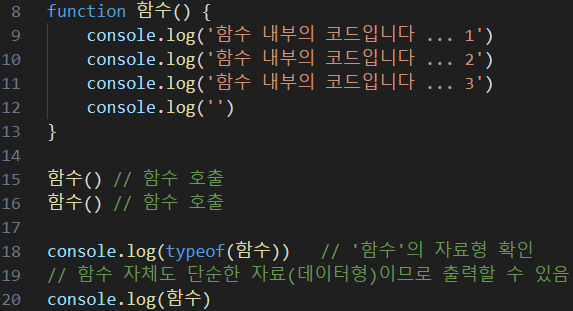 8 function 함수() {
9 console.log('함수 내부의 코드입니다 ... 1')
10 console.log('함수 내부의 코드입니다 ... 2')
11 console.log('함수 내부의 코드입니다 ... 3')
12 console.log('')
13 }
14
15 함수() // 함수 호출
16 함수() // 함수 호출
17
18 console.log(typeof(함수)) // '함수'의 자료형 확인
19 // 함수 자체도 단순한 자료(데이터형)이므로 출력할 수 있음
20 console.log(함수)